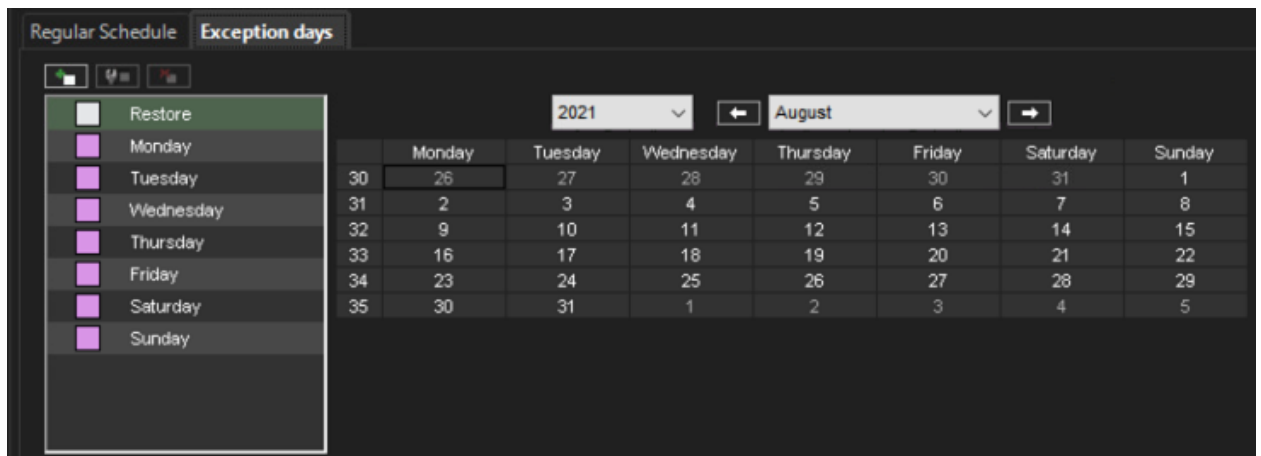 Regular Schedule Exception days
Restore
Monday
Tuesday
Wednesday
Thursday
Friday
Saturday
Sunday
2021 August
Monday Tuesday Wednesday Thursday Friday Saturday Sunday
30 26 27 28 29 30 31 1
31 2 3 4 5 6 7 8
32 9 10 11 12 13 14 15
33 16 17 18 19 20 21 22
34 23 24 25 26 27 28 29
35 30 31 1 2 3 4 5